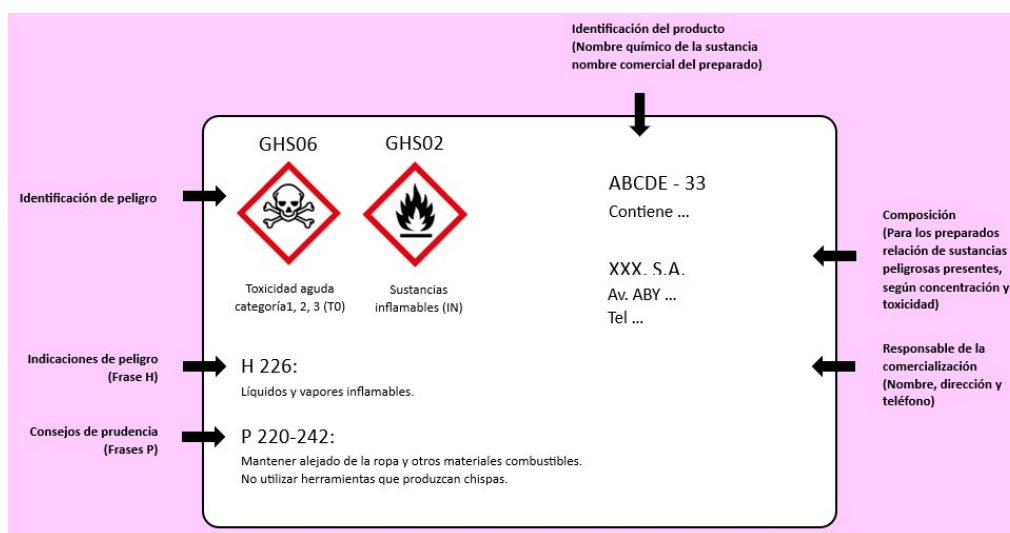 Identificación del producto
(Nombre químico de la sustancia
nombre comercial del preparado)
GHS06
GHS02
Identificación de peligro
ABCDE - 33
Contiene ...
Composición
(Para los preparados
relación de sustancias
peligrosas presentes,
según concentración y
toxicidad)
XXX. S.A.
Av. ABY ...
Tel ...
Toxicidad aguda
categoría1, 2, 3 (T0)
Sustancias
inflamables (IN)
Indicaciones de peligro
(Frase H)
H 226:
Líquidos y vapores inflamables.
Responsable de la
comercialización
(Nombre, dirección y
teléfono)
Consejos de prudencia
(Frases P)
P 220-242:
Mantener alejado de la ropa y otros materiales combustibles.
No utilizar herramientas que produzcan chispas.